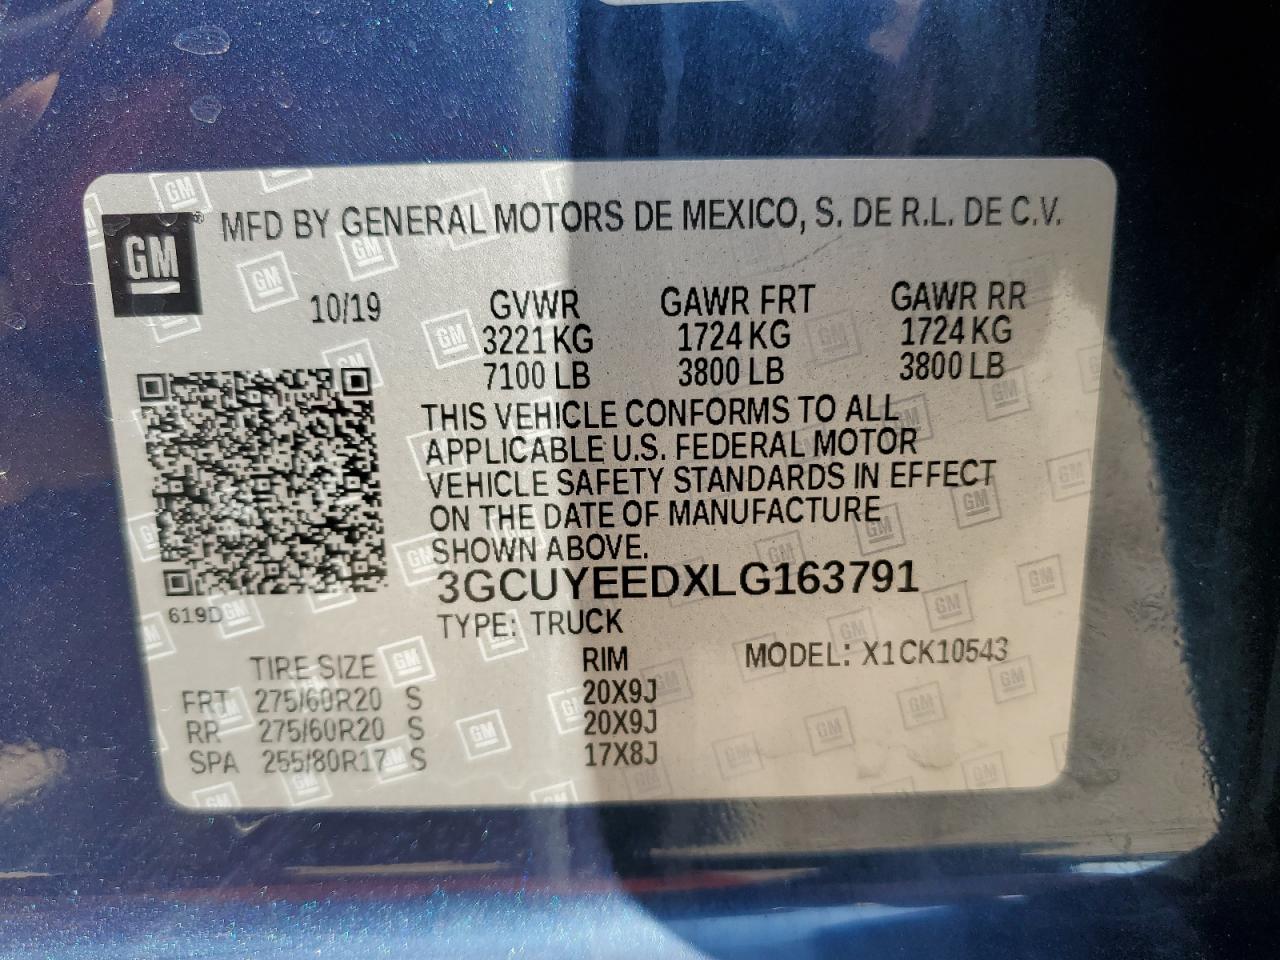 GM ® MFD BY GENERAL MOTORS DE MEXICO, S. DE R.L. DE C.V.
10/19 GVWR GAWR FRT GAWR RR
3221 KG 1724 KG 1724 KG
7100 LB 3800 LB 3800 LB
THIS VEHICLE CONFORMS TO ALL
APPLICABLE U.S. FEDERAL MOTOR
VEHICLE SAFETY STANDARDS IN EFFECT
ON THE DATE OF MANUFACTURE
SHOWN ABOVE.
3GCUYEEDXLG163791
619D
TYPE: TRUCK
TIRE SIZE RIM MODEL: X1CK10543
FRT 275/60R20 S 20X9J
RR 275/60R20 S 20X9J
SPA 255/80R17 S 17X8J